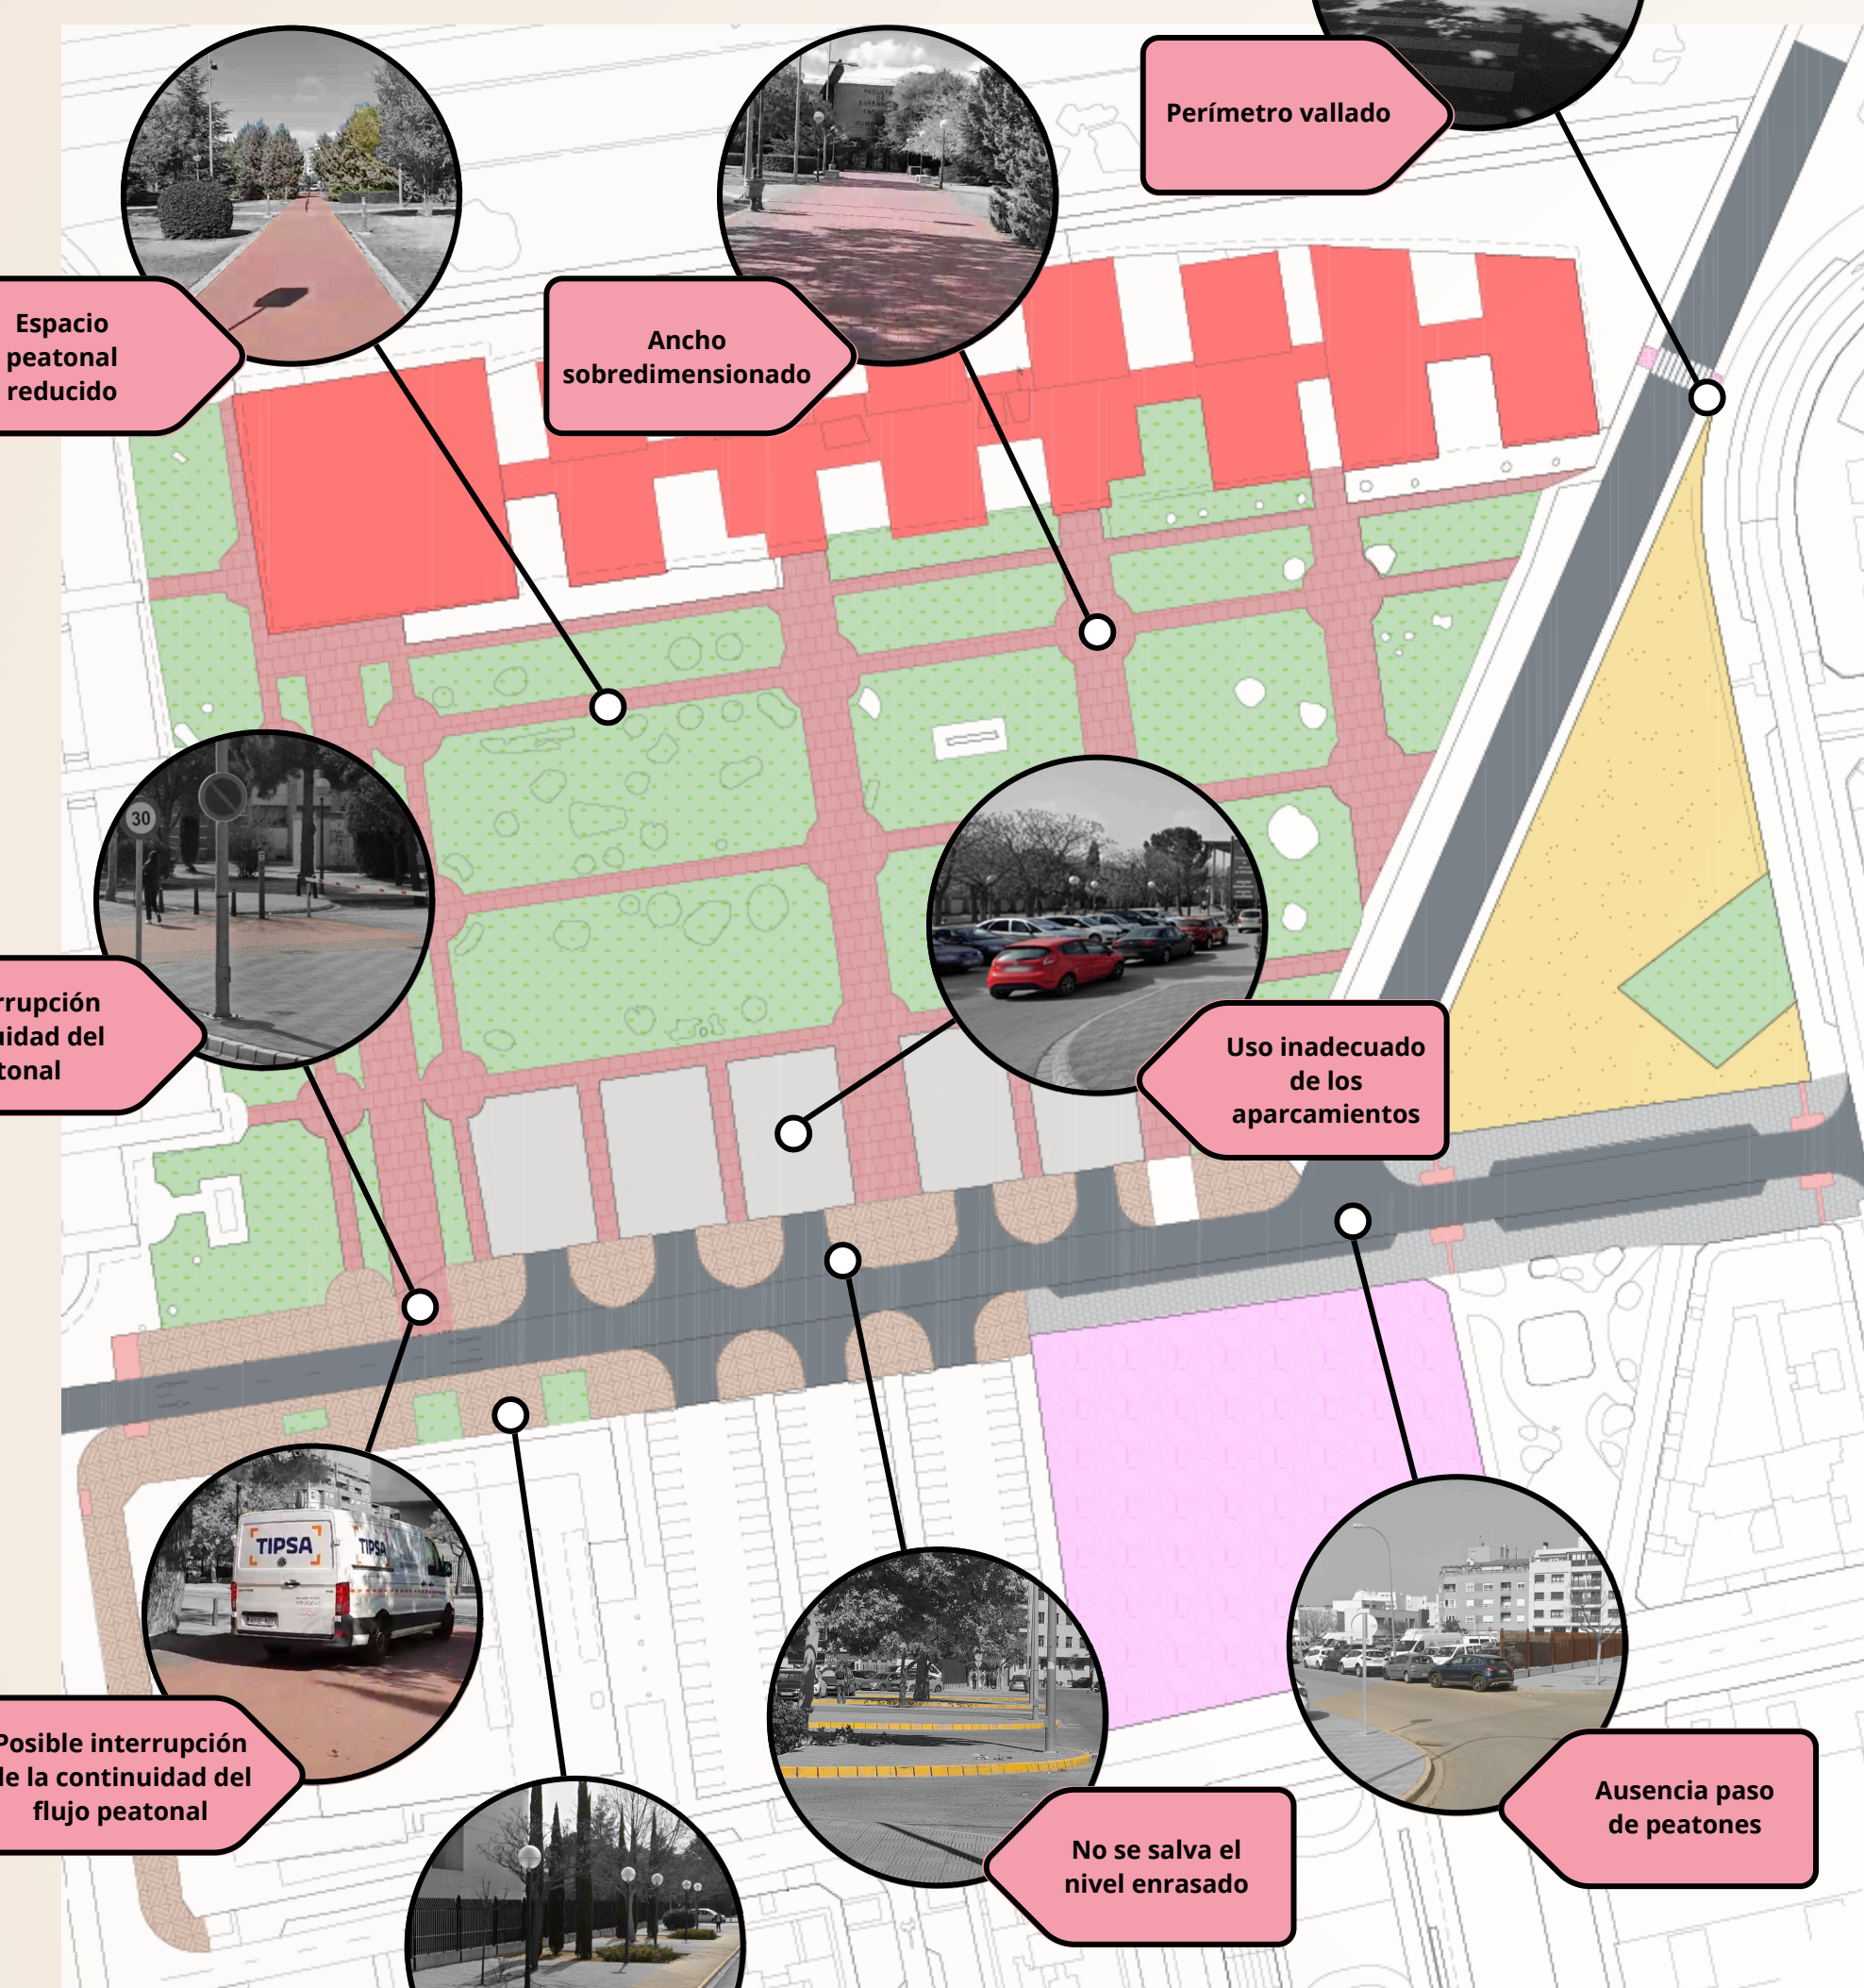 Perímetro vallado
Espacio
peatonal
reducido
Ancho
sobredimensionado
30
rrupción
uidad del
tonal
Uso inadecuado
de los
aparcamientos
TIPSA
TIPSA
Posible interrupción
de la continuidad del
flujo peatonal
No se salva el
nivel enrasado
Ausencia paso
de peatones